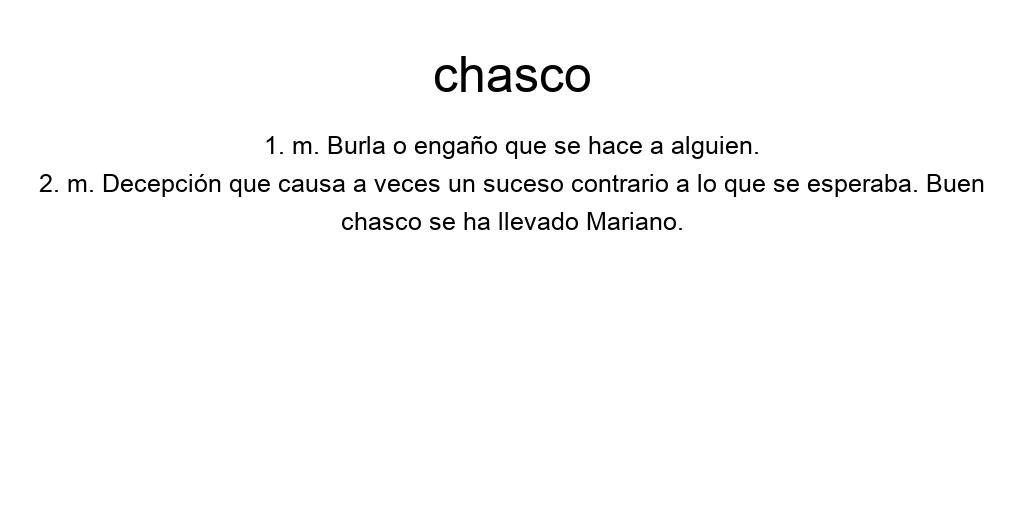 chasco
1. m. Burla o engaño que se hace a alguien.
2. m. Decepción que causa a veces un suceso contrario a lo que se esperaba. Buen
chasco se ha llevado Mariano.